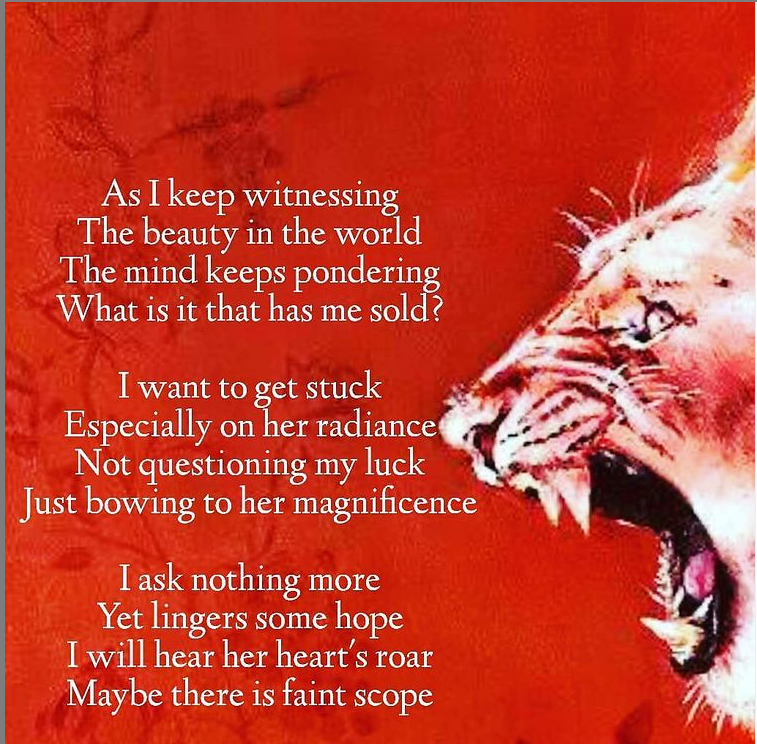 As I keep witnessing
The beauty in the world
The mind keeps pondering
What is it that has me sold?
I want to get stuck
Especially on her radiance
Not questioning my luck
Just bowing to her magnificence
I ask nothing more
Yet lingers some hope
I will hear her heart's roar
Maybe there is faint scope